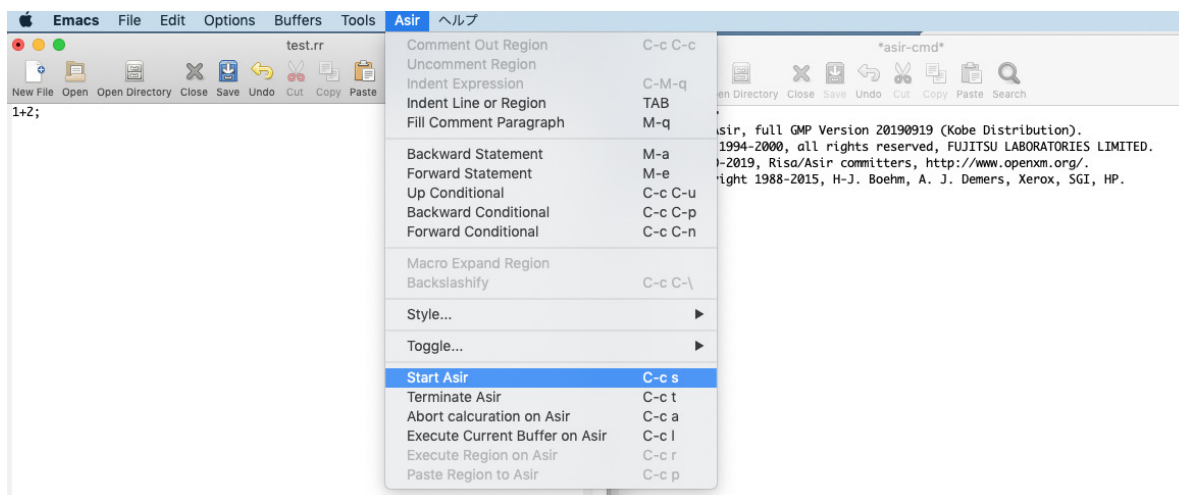 Emacs File Edit Options Buffers Tools Asir ヘルプ
test.rr
New File Open Open Directory Close Save Undo Cut Copy Paste
1+2;
Comment Out Region C-c C-c
Uncomment Region
Indent Expression C-M-q
Indent Line or Region TAB
Fill Comment Paragraph M-q
Backward Statement M-a
Forward Statement M-e
Up Conditional C-c C-u
Backward Conditional C-c C-p
Forward Conditional C-c C-n
Macro Expand Region
Backslashify C-c C-\
Style...
Toggle...
Start Asir C-c s
Terminate Asir C-c t
Abort calcuration on Asir C-c a
Execute Current Buffer on Asir C-c l
Execute Region on Asir C-c r
Paste Region to Asir C-c p
*asir-cmd*
en Directory Close Save Undo Cut Copy Paste Search
Asir, full GMP Version 20190919 (Kobe Distribution).
1994-2000, all rights reserved, FUJITSU LABORATORIES LIMITED.
-2019, Risa/Asir committers, http://www.openxm.org/.
right 1988-2015, H-J. Boehm, A. J. Demers, Xerox, SGI, HP.